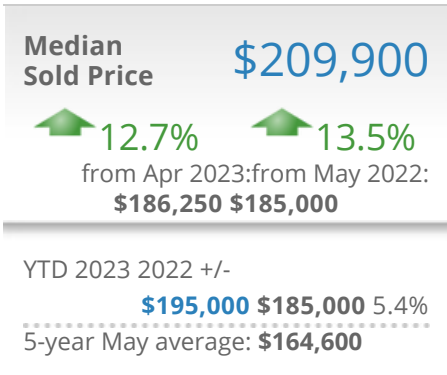 Median
Sold Price
$209,900
12.7% 13.5%
from Apr 2023:from May 2022:
$186,250 $185,000
YTD 2023 2022 +/-
$195,000 $185,000 5.4%
5-year May average: $164,600